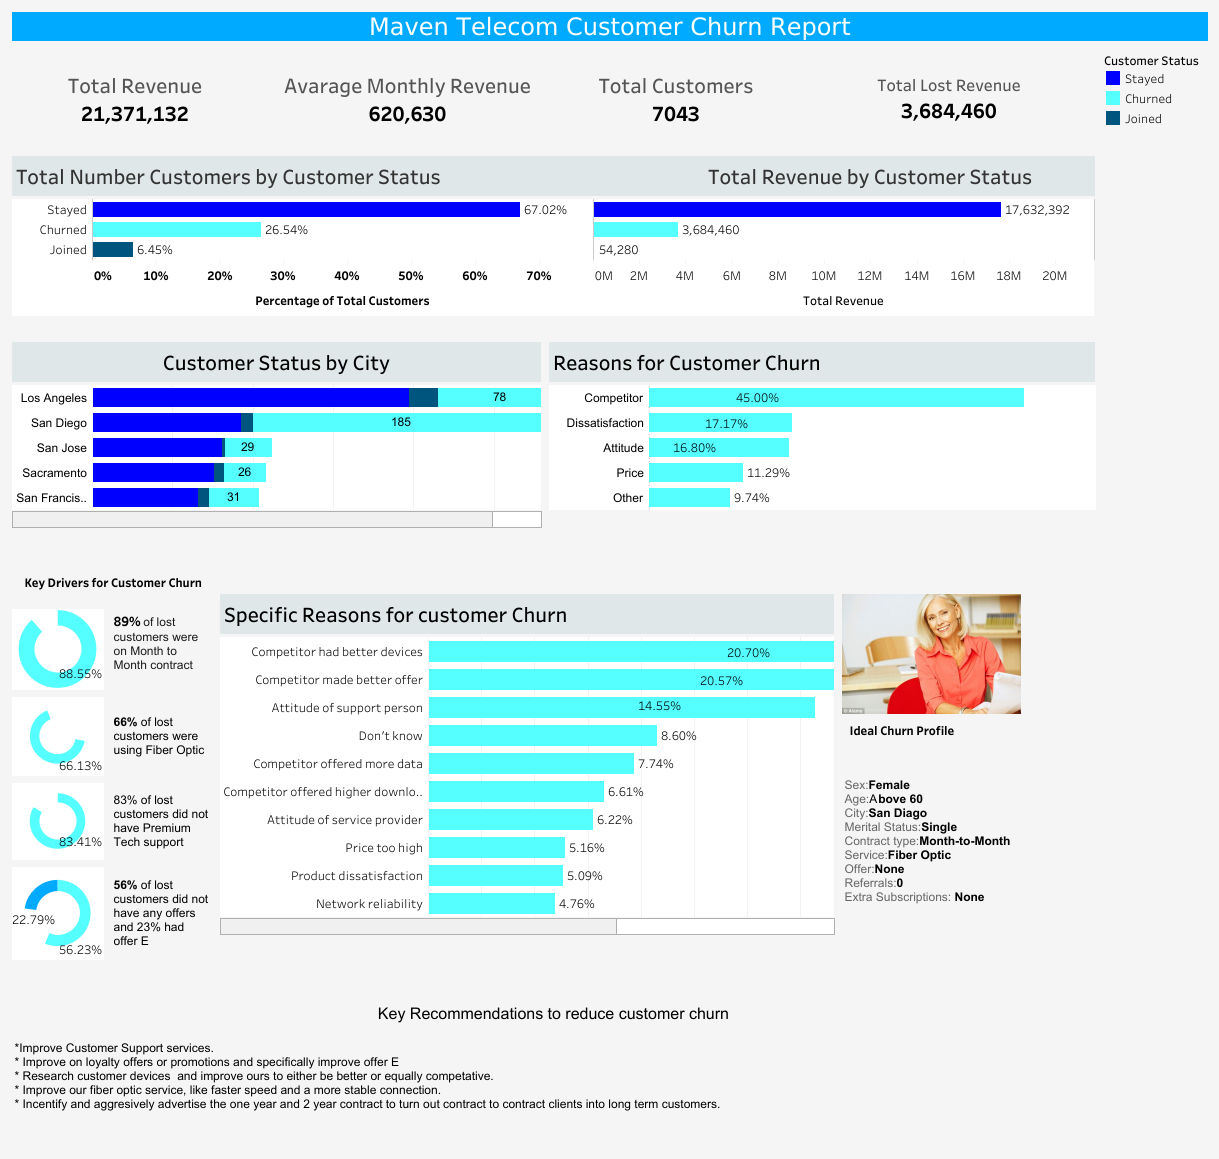 Maven Telecom Customer Churn Report
Total Revenue
21,371,132
Avarage Monthly Revenue
620,630
Total Customers
7043
Total Lost Revenue
3,684,460
Customer Status
Stayed
Churned
Joined
Total Number Customers by Customer Status
Total Revenue by Customer Status
Stayed 67.02%
Churned 26.54%
Joined 6.45%
0% 10% 20% 30% 40% 50% 60% 70%
Percentage of Total Customers
17,632,392
3,684,460
54,280
0M 2M 4M 6M 8M 10M 12M 14M 16M 18M 20M
Total Revenue
Customer Status by City
Los Angeles 78
San Diego 185
San Jose 29
Sacramento 26
San Francis.. 31
Reasons for Customer Churn
Competitor 45.00%
Dissatisfaction 17.17%
Attitude 16.80%
Price 11.29%
Other 9.74%
Key Drivers for Customer Churn
88.55%
89% of lost
customers were
on Month to
Month contract
66.13%
66% of lost
customers were
using Fiber Optic
83.41%
83% of lost
customers did not
have Premium
Tech support
22.79%
56.23%
56% of lost
customers did not
have any offers
and 23% had
offer E
Specific Reasons for customer Churn
Competitor had better devices 20.70%
Competitor made better offer 20.57%
Attitude of support person 14.55%
Don't know 8.60%
Competitor offered more data 7.74%
Competitor offered higher downlo.. 6.61%
Attitude of service provider 6.22%
Price too high 5.16%
Product dissatisfaction 5.09%
Network reliability 4.76%
Ideal Churn Profile
Sex:Female
Age:Above 60
City:San Diego
Merital Status:Single
Contract type:Month-to-Month
Service:Fiber Optic
Offer:None
Referrals:0
Extra Subscriptions: None
Key Recommendations to reduce customer churn
*Improve Customer Support services.
* Improve on loyalty offers or promotions and specifically improve offer E
* Research customer devices  and improve ours to either be better or equally competative.
* Improve our fiber optic service, like faster speed and a more stable connection.
* Incentify and aggresively advertise the one year and 2 year contract to turn out contract to contract clients into long term customers.